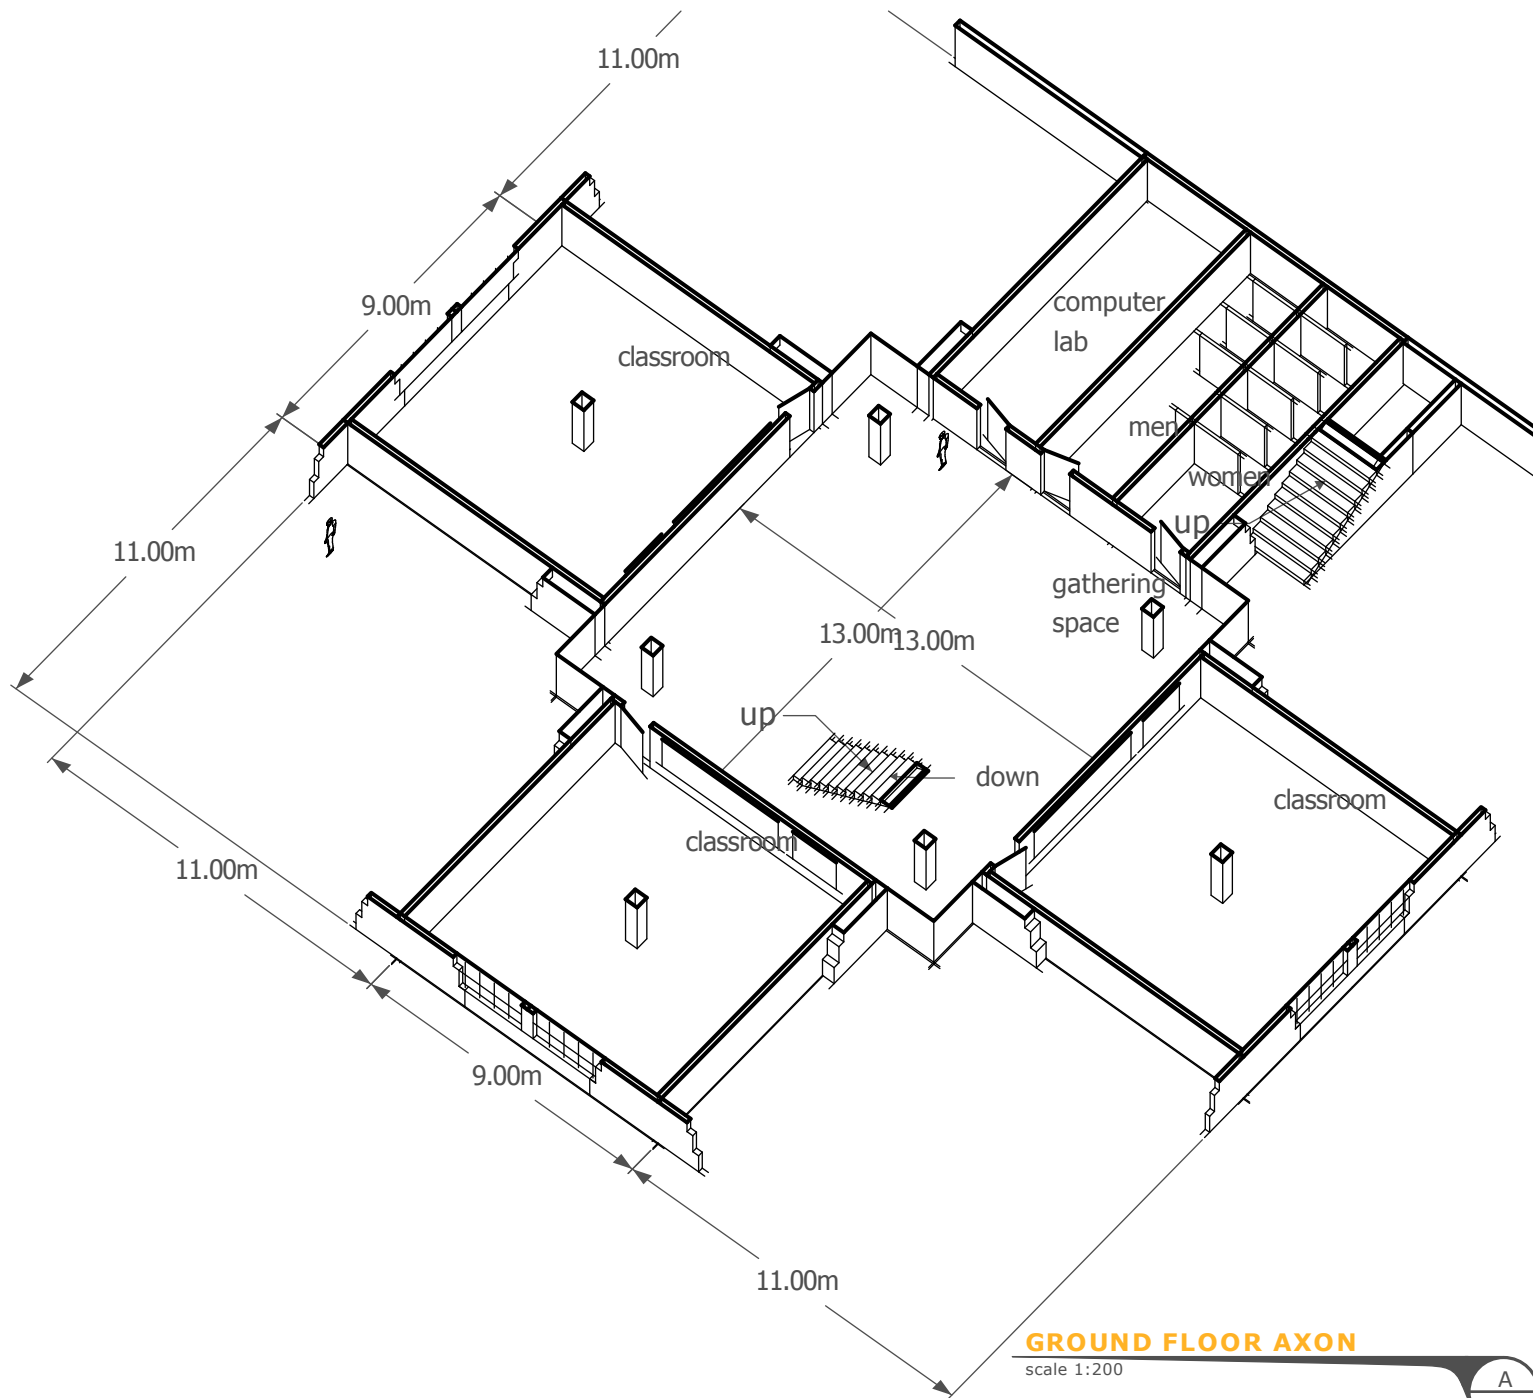 11.00m
9.00m
classroom
computer
lab
men
women
up
11.00m
gathering
space
13.00m
13.00m
up
down
classroom
classroom
11.00m
9.00m
11.00m
GROUND FLOOR AXON
scale 1:200
A